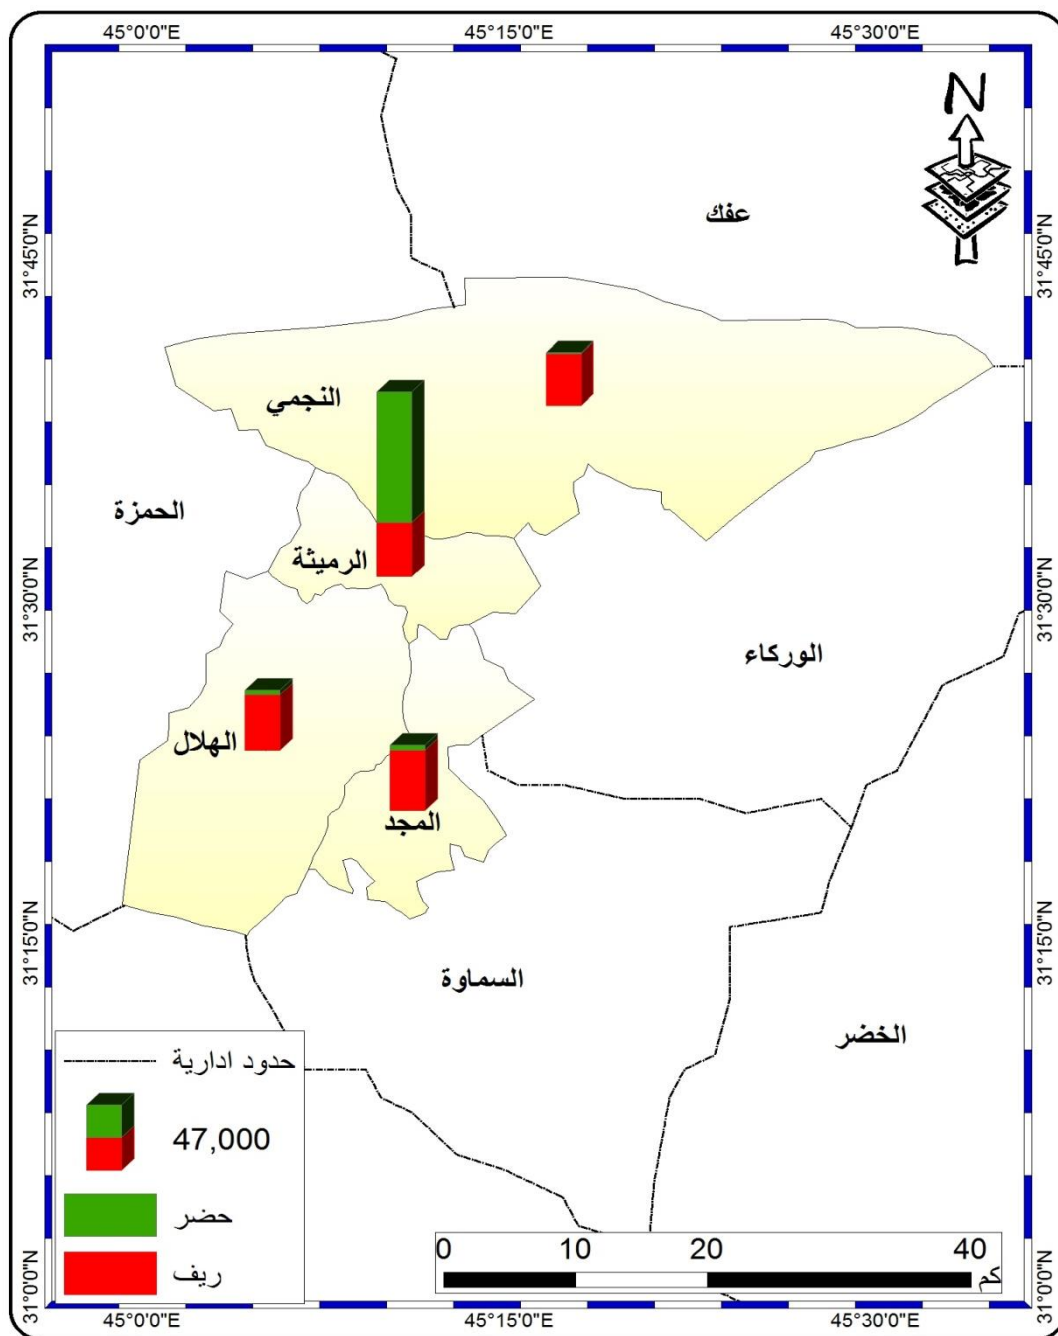 45°0'0"E
45°15'0"E
45°30'0"E
N
عفك
31°45'0"N
31°45'0"N
النجمي
الحمزة
الرميثة
31°30'0"N
31°30'0"N
الوركاء
الهلال
المجد
31°15'0"N
31°15'0"N
السماوة
الخضر
حدود ادارية
47,000
حضر
ريف
0 10 20 40
كم
31°0'0"N
31°0'0"N
45°0'0"E
45°15'0"E
45°30'0"E